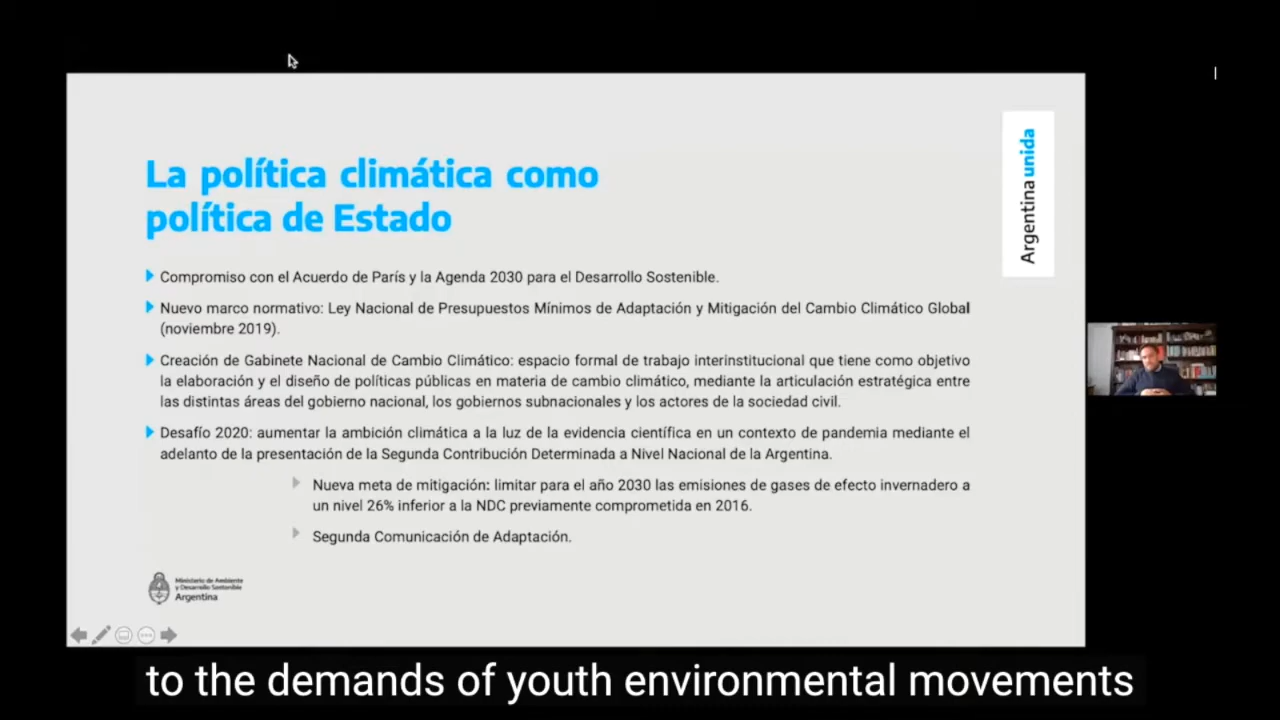 La política climática como
política de Estado
Argentina unida
Compromiso con el Acuerdo de París y la Agenda 2030 para el Desarrollo Sostenible.
Nuevo marco normativo: Ley Nacional de Presupuestos Mínimos de Adaptación y Mitigación del Cambio Climático Global
(noviembre 2019).
Creación de Gabinete Nacional de Cambio Climático: espacio formal de trabajo interinstitucional que tiene como objetivo
la elaboración y el diseño de políticas públicas en materia de cambio climático, mediante la articulación estratégica entre
las distintas áreas del gobierno nacional, los gobiernos subnacionales y los actores de la sociedad civil.
Desafío 2020: aumentar la ambición climática a la luz de la evidencia científica en un contexto de pandemia mediante el
adelanto de la presentación de la Segunda Contribución Determinada a Nivel Nacional de la Argentina.
Nueva meta de mitigación: limitar para el año 2030 las emisiones de gases de efecto invernadero a
un nivel 26% inferior a la NDC previamente comprometida en 2016.
Segunda Comunicación de Adaptación.
Ministerio de Ambiente
y Desarrollo Sostenible
Argentina
to the demands of youth environmental movements